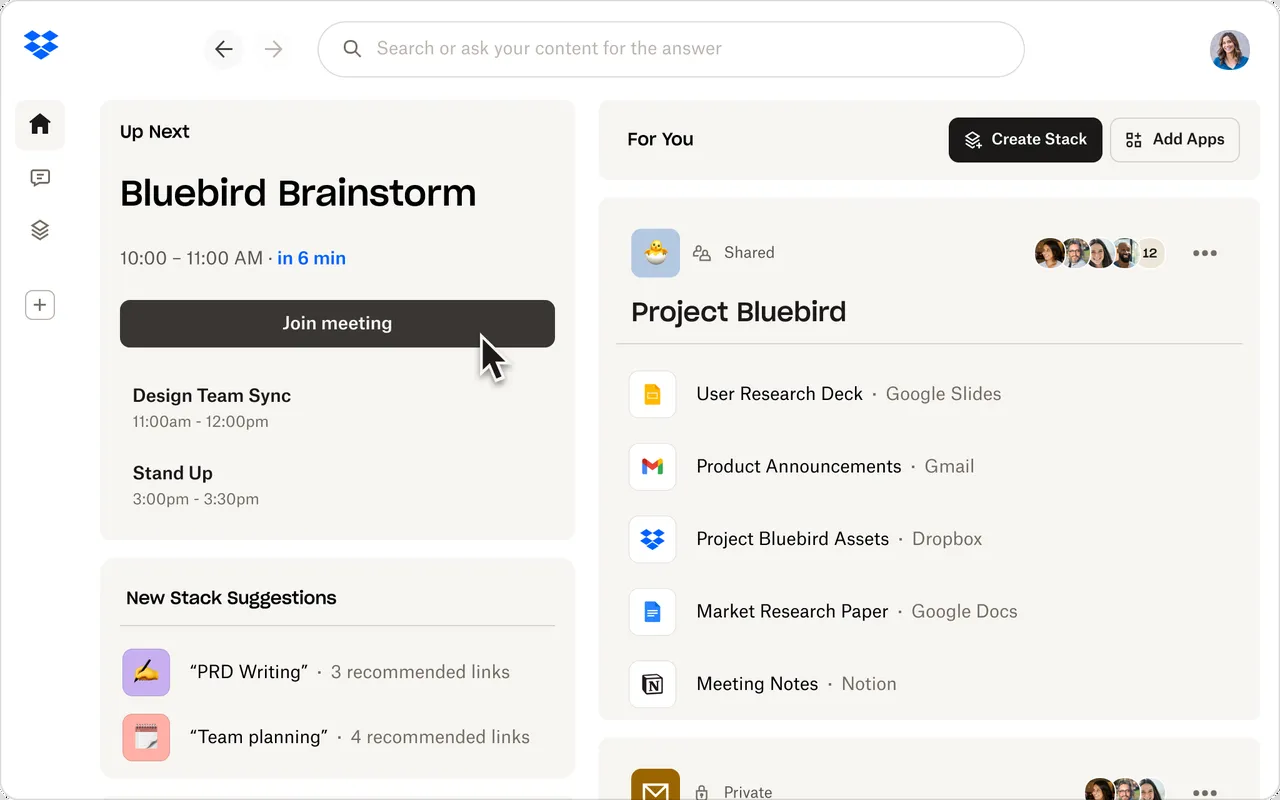 Search or ask your content for the answer
Up Next
Bluebird Brainstorm
10:00 – 11:00 AM · in 6 min
Join meeting
Design Team Sync
11:00am - 12:00pm
Stand Up
3:00pm - 3:30pm
New Stack Suggestions
“PRD Writing” · 3 recommended links
“Team planning” · 4 recommended links
For You
Create Stack
Add Apps
Shared
12
Project Bluebird
User Research Deck · Google Slides
Product Announcements · Gmail
Project Bluebird Assets · Dropbox
Market Research Paper · Google Docs
Meeting Notes · Notion
Private